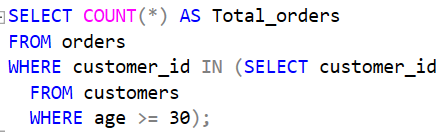 SELECT COUNT(*) AS Total_orders
FROM orders
WHERE customer_id IN (SELECT customer_id
FROM customers
WHERE age >= 30);